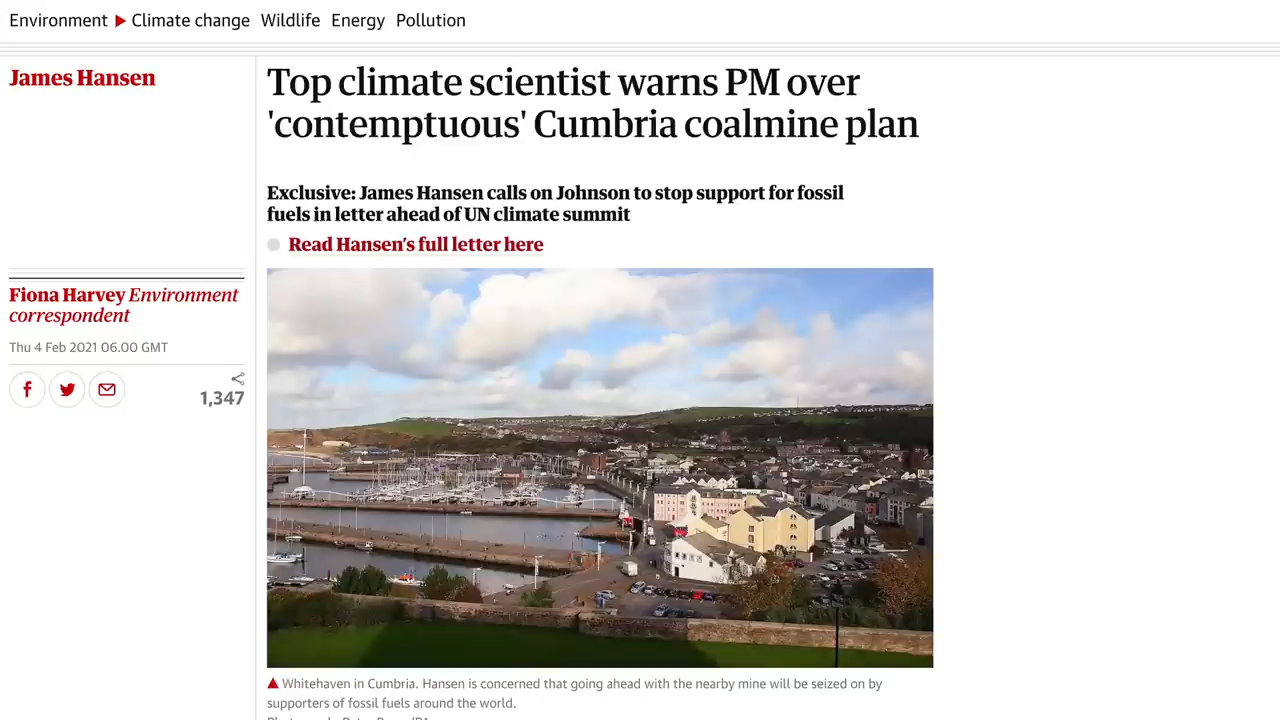 Environment ▶ Climate change Wildlife Energy Pollution
James Hansen
Top climate scientist warns PM over
'contemptuous' Cumbria coalmine plan
Exclusive: James Hansen calls on Johnson to stop support for fossil
fuels in letter ahead of UN climate summit
Read Hansen's full letter here
Fiona Harvey Environment
correspondent
Thu 4 Feb 2021 06.00 GMT
1,347
Whitehaven in Cumbria. Hansen is concerned that going ahead with the nearby mine will be seized on by
supporters of fossil fuels around the world.